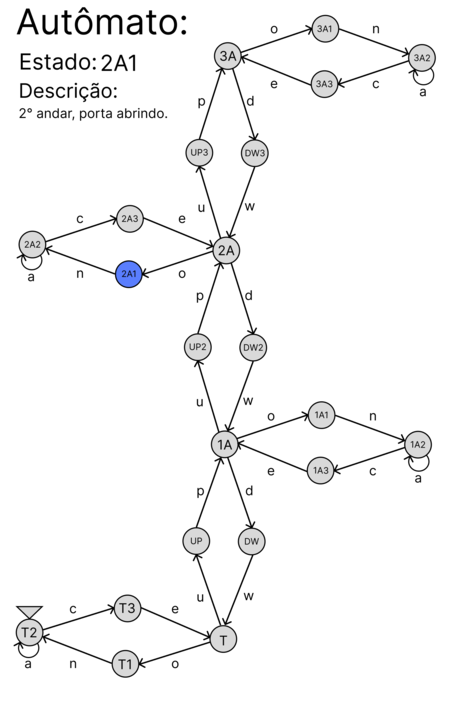 Autômato:
Estado: 2A1
Descrição:
2° andar, porta abrindo.
o
3A1
n
3A
3A2
e
3A3
c
a
p
d
UP3
DW3
u
w
c
2A3
e
2A2
2A
a
n
2A1
o
p
d
UP2
DW2
u
w
o
1A1
n
1A
1A2
e
1A3
c
a
p
d
UP
DW
u
w
c
T3
e
T2
T
a
n
T1
o